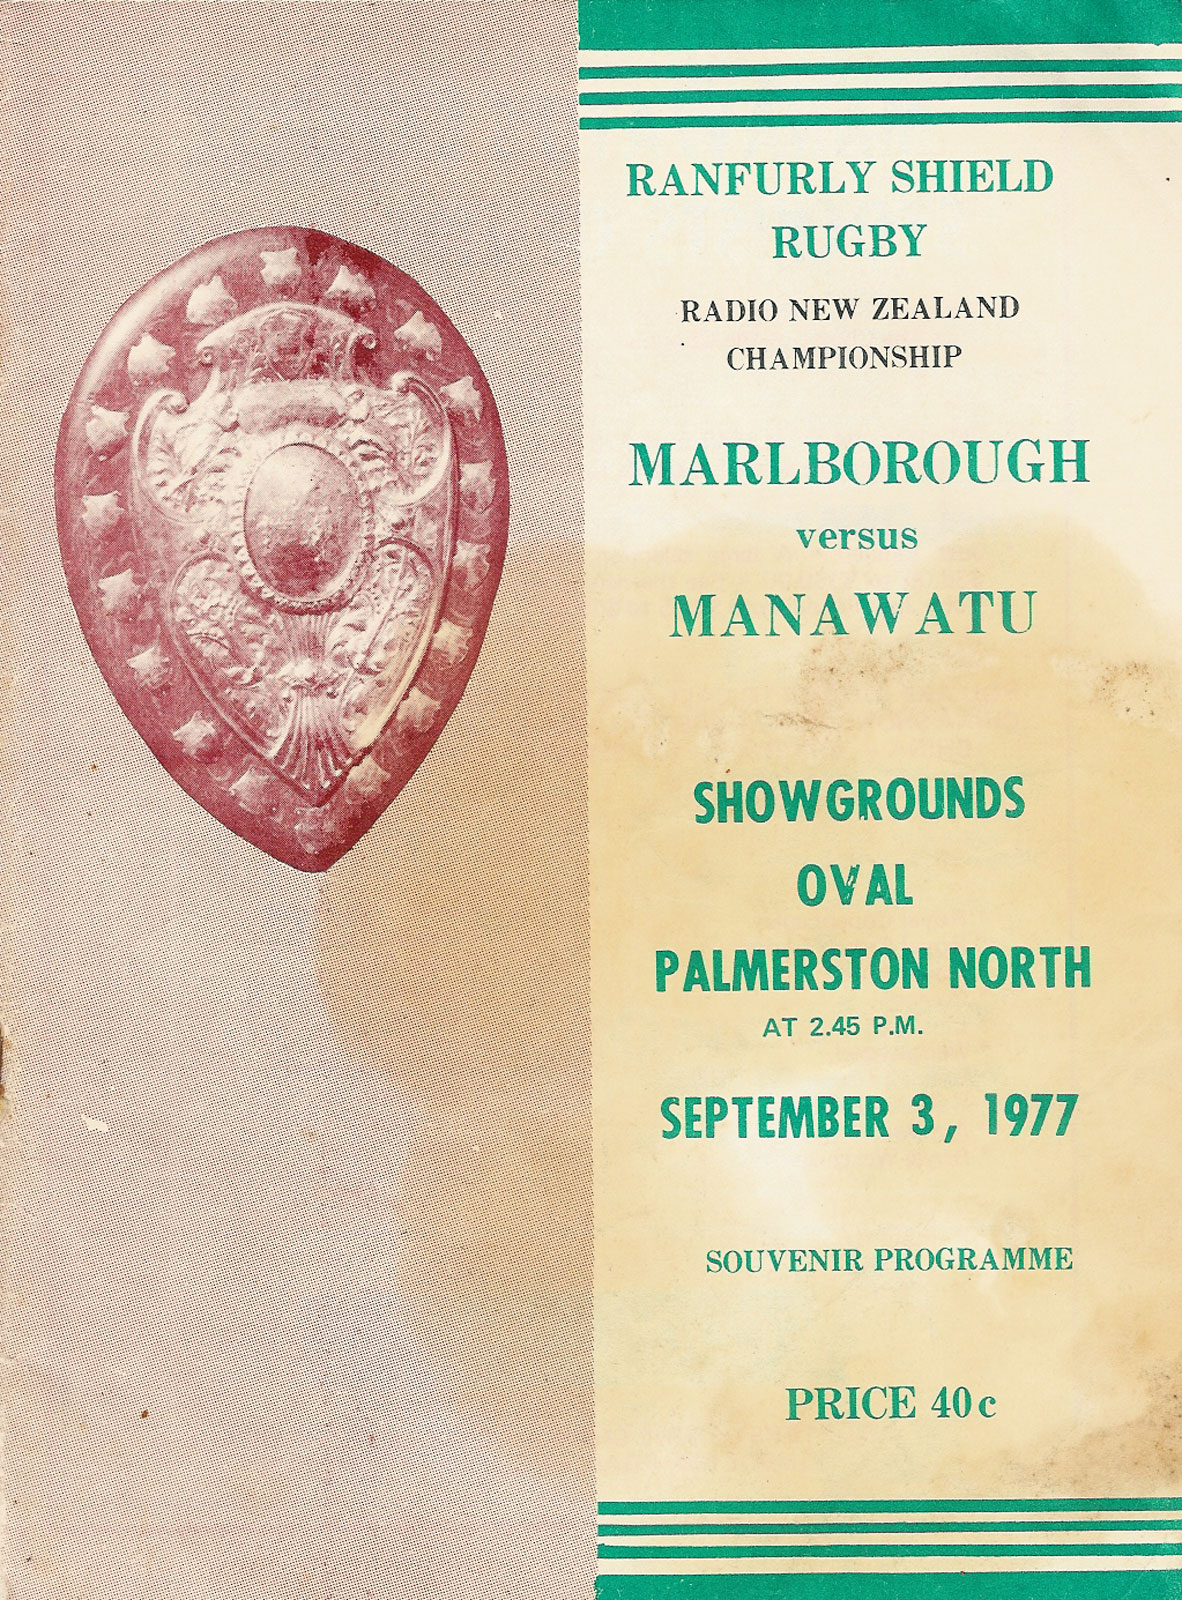 RANFURLY SHIELD
RUGBY
RADIO NEW ZEALAND
CHAMPIONSHIP
MARLBOROUGH
versus
MANAWATU
SHOWGROUNDS
OVAL
PALMERSTON NORTH
AT 2.45 P.M.
SEPTEMBER 3, 1977
SOUVENIR PROGRAMME
PRICE 40c